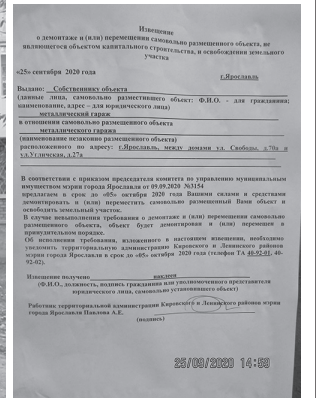 Извещение
о демонтаже и (или) перемещении самовольно размещенного объекта, не
являющегося объектом капитального строительства, и освобождении земельного
участка
«25» сентября 2020 года
г.Ярославль
Выдано: Собственнику объекта
(данные лица, самовольно разместившего объект: Ф.И.О. - для гражданина;
наименование, адрес – для юридического лица)
металлический гараж
в отношении самовольно размещенного объекта
металлического гаража
(наименование незаконно размещенного объекта)
расположенного по адресу: г.Ярославль, между домами ул. Свободы, д.70а и
ул.Угличская, д.27а
В соответствии с приказом председателя комитета по управлению муниципальным
имуществом мэрии города Ярославля от 09.09.2020 №3154
предлагаем в срок до «05» октября 2020 года Вашими силами и средствами
демонтировать и (или) переместить самовольно размещенный Вами объект и
освободить земельный участок.
В случае невыполнения требования о демонтаже и (или) перемещении самовольно
размещенного объекта, объект будет демонтирован и (или) перемещен в
принудительном порядке.
Об исполнении требования, изложенного в настоящем извещении, необходимо
уведомить территориальную администрацию Кировского и Ленинского районов
мэрии города Ярославля в срок до «05» октября 2020 года (телефон ТА 40-92-01, 40-
92-02).
Извещение получено вклеен
(Ф.И.О., должность, подпись гражданина или уполномоченного представителя
юридического лица, самовольно установившего объект)
Работник территориальной администрации Кировского и Ленинского районов мэрии
города Ярославля Павлова А.Е.
(подпись)
25/09/2020 14:59